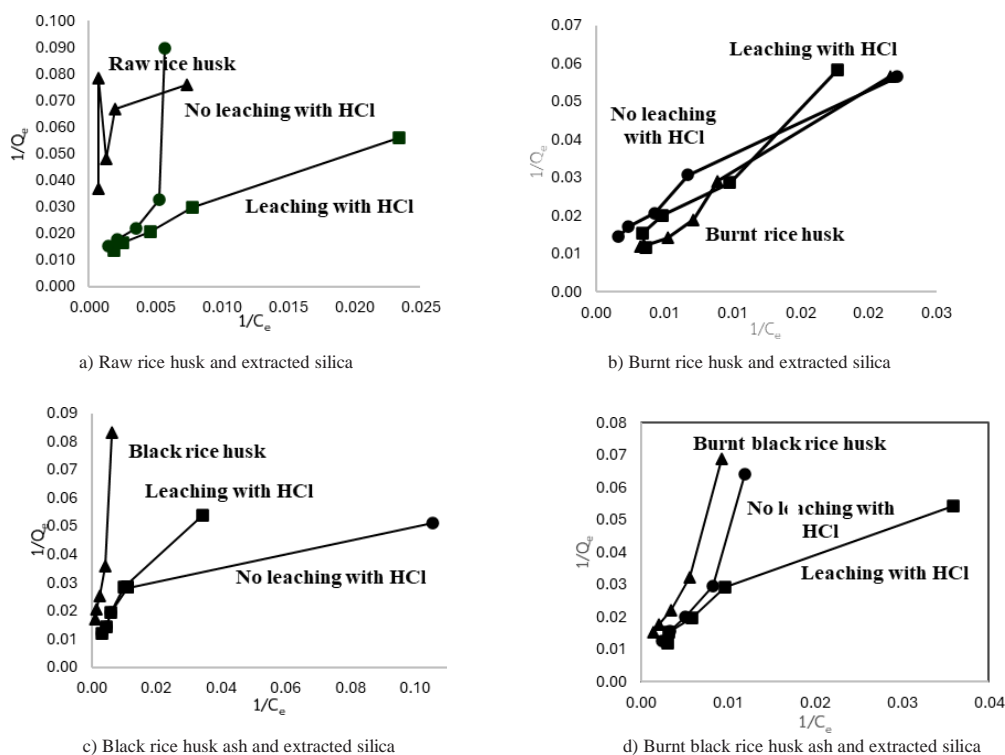 0.100
0.090
0.080
0.070
0.060
0.050
0.040
0.030
0.020
0.010
0.000
1/Qe
Raw rice husk
No leaching with HCl
Leaching with HCl
0.000 0.005 0.010 0.015 0.020 0.025
1/Ce
a) Raw rice husk and extracted silica
0.07
0.06
0.05
0.04
0.03
0.02
0.01
0.00
1/Qe
Leaching with HCl
No leaching
with HCl
Burnt rice husk
0.00 0.01 0.01 0.02 0.02 0.03
1/Ce
b) Burnt rice husk and extracted silica
0.09
0.08
0.07
0.06
0.05
0.04
0.03
0.02
0.01
0.00
1/Qe
Black rice husk
Leaching with HCl
No leaching with HCl
0.00 0.02 0.04 0.06 0.08 0.10
1/Ce
c) Black rice husk ash and extracted silica
0.08
0.07
0.06
0.05
0.04
0.03
0.02
0.01
0.00
1/Qe
Burnt black rice husk
No leaching with
HCl
Leaching with HCl
0.00 0.01 0.02 0.03 0.04
1/Ce
d) Burnt black rice husk ash and extracted silica